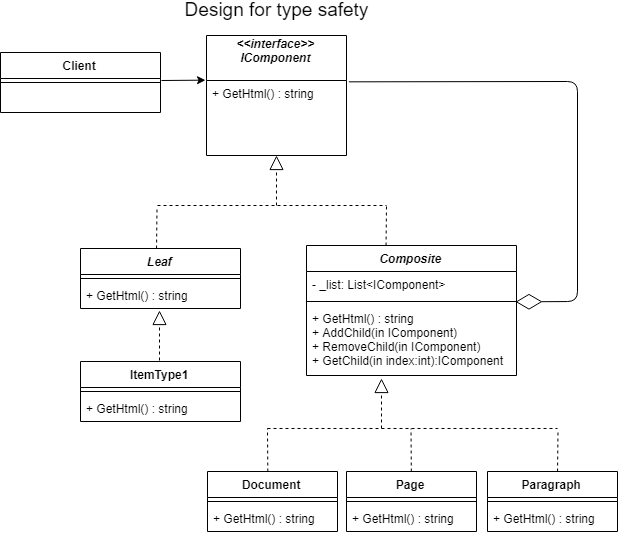 Design for type safety
<<interface>>
IComponent
Client
+ GetHtml() : string
Leaf
+ GetHtml() : string
Composite
- _list: List<IComponent>
+ GetHtml() : string
+ AddChild(in IComponent)
+ RemoveChild(in IComponent)
+ GetChild(in index:int):IComponent
ItemType1
+ GetHtml() : string
Document
+ GetHtml() : string
Page
+ GetHtml() : string
Paragraph
+ GetHtml() : string